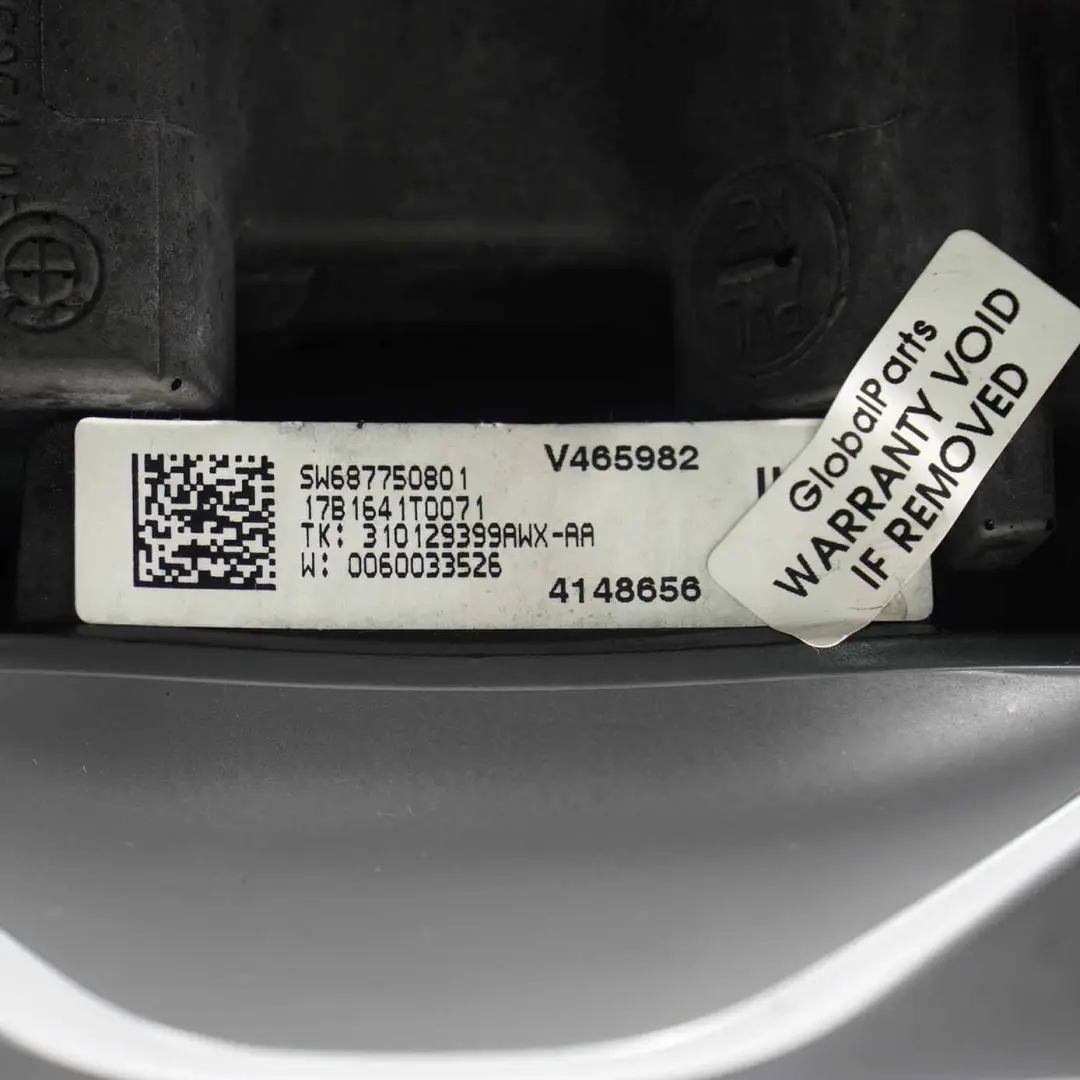 SW687750801
17B1641T0071
TK: 310129399AWX-AA
W: 0060033526
V465982
4148656
GlobalParts
WARRANTY VOID
IF REMOVED